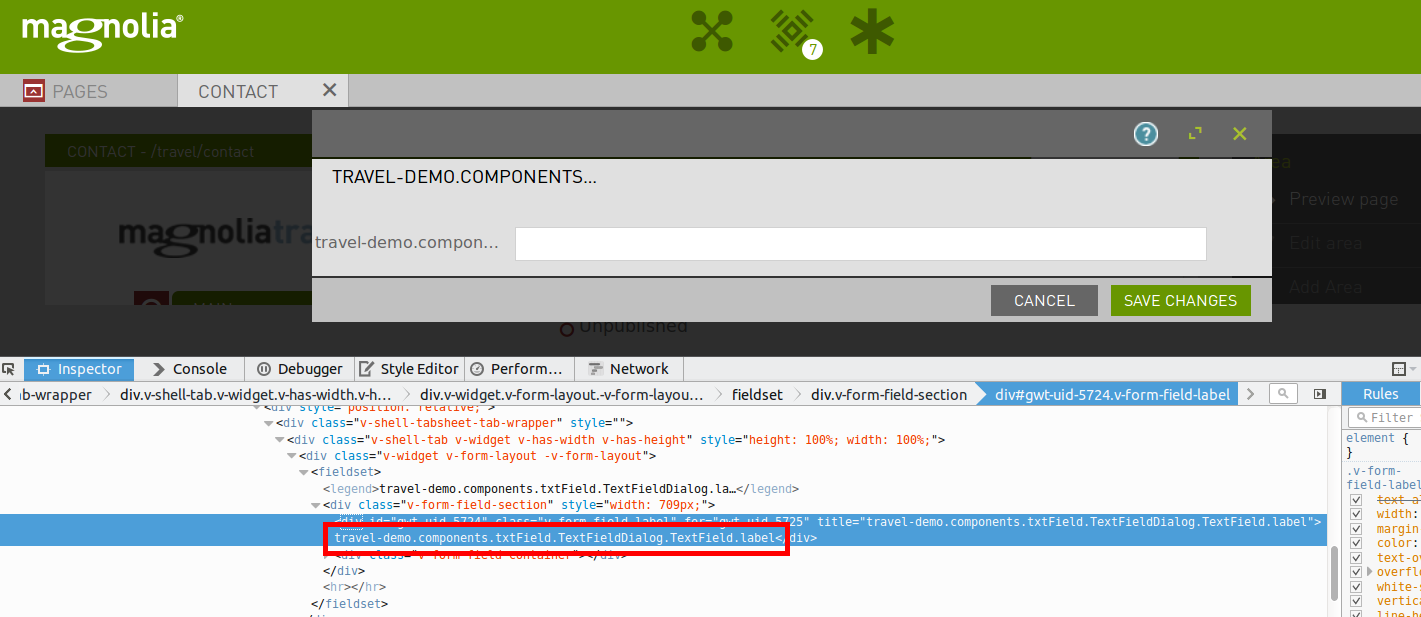 magnolia®
7
PAGES
CONTACT
CONTACT - /travel/contact
TRAVEL-DEMO.COMPONENTS...
ea
Preview page
magnoliatra
travel-demo.compon...
Edit area
Add Area
CANCEL
SAVE CHANGES
Unpublished
Inspector
Console
Debugger
Style Editor
Perform...
Network
ab-wrapper
div.v-shell-tab.v-widget.v-has-width.v-h...
div.v-widget.v-form-layout.-v-form-layou...
fieldset
div.v-form-field-section
div#gwt-uid-5724.v-form-field-label
Rules
<div style="position: relative;">
<div class="v-shell-tabsheet-tab-wrapper" style="">
<div class="v-shell-tab v-widget v-has-width v-has-height" style="height: 100%; width: 100%;">
<div class="v-widget v-form-layout -v-form-layout">
<fieldset>
<legend>travel-demo.components.txtField.TextFieldDialog.la…</legend>
<div class="v-form-field-section" style="width: 709px;">
<div id="gwt-uid-5724" class="v-form-field-label" for="gwt-uid-5725" title="travel-demo.components.txtField.TextFieldDialog.TextField.label">
travel-demo.components.txtField.TextFieldDialog.TextField.label</div>
<div class="v-form-field-container"></div>
</div>
<hr></hr>
</fieldset>
Filter
element {
}
.v-form-
field-label
text-al
width:
margin
color:
text-ov
overflo
white-s
vertica
line-he